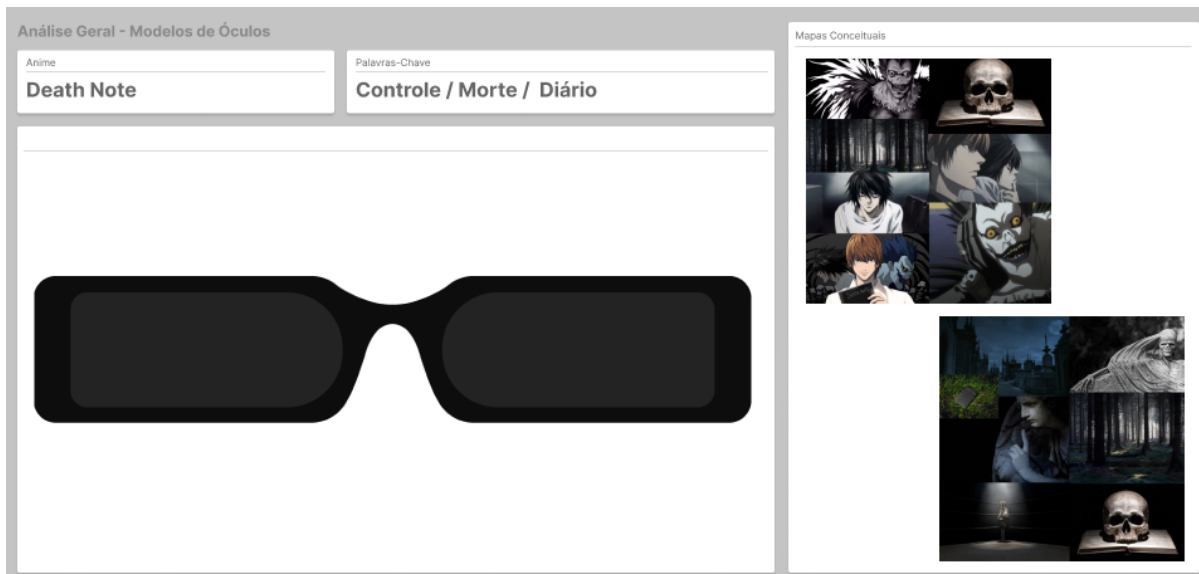 Análise Geral - Modelos de Óculos
Anime
Death Note
Palavras-Chave
Controle / Morte / Diário
Mapas Conceituais